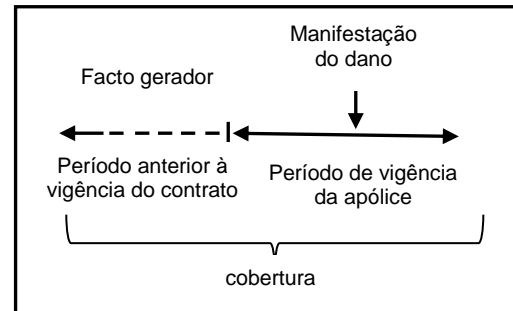 Manifestação
do dano
Facto gerador
Período anterior à
vigência do contrato
Período de vigência
da apólice
cobertura